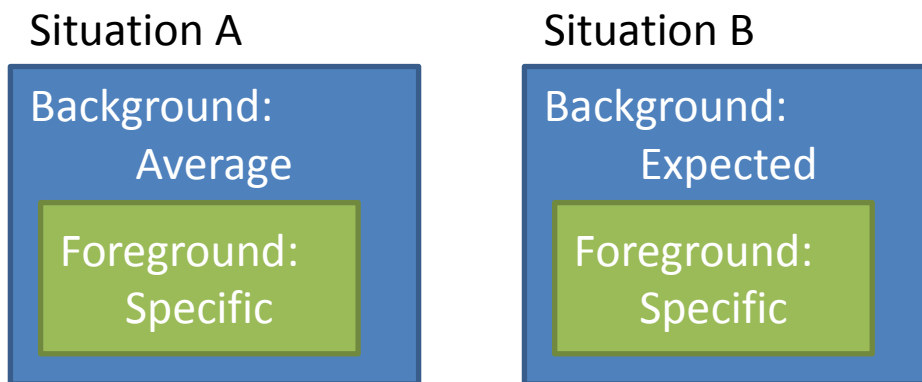 Situation A
Background:
Average
Foreground:
Specific
Situation B
Background:
Expected
Foreground:
Specific